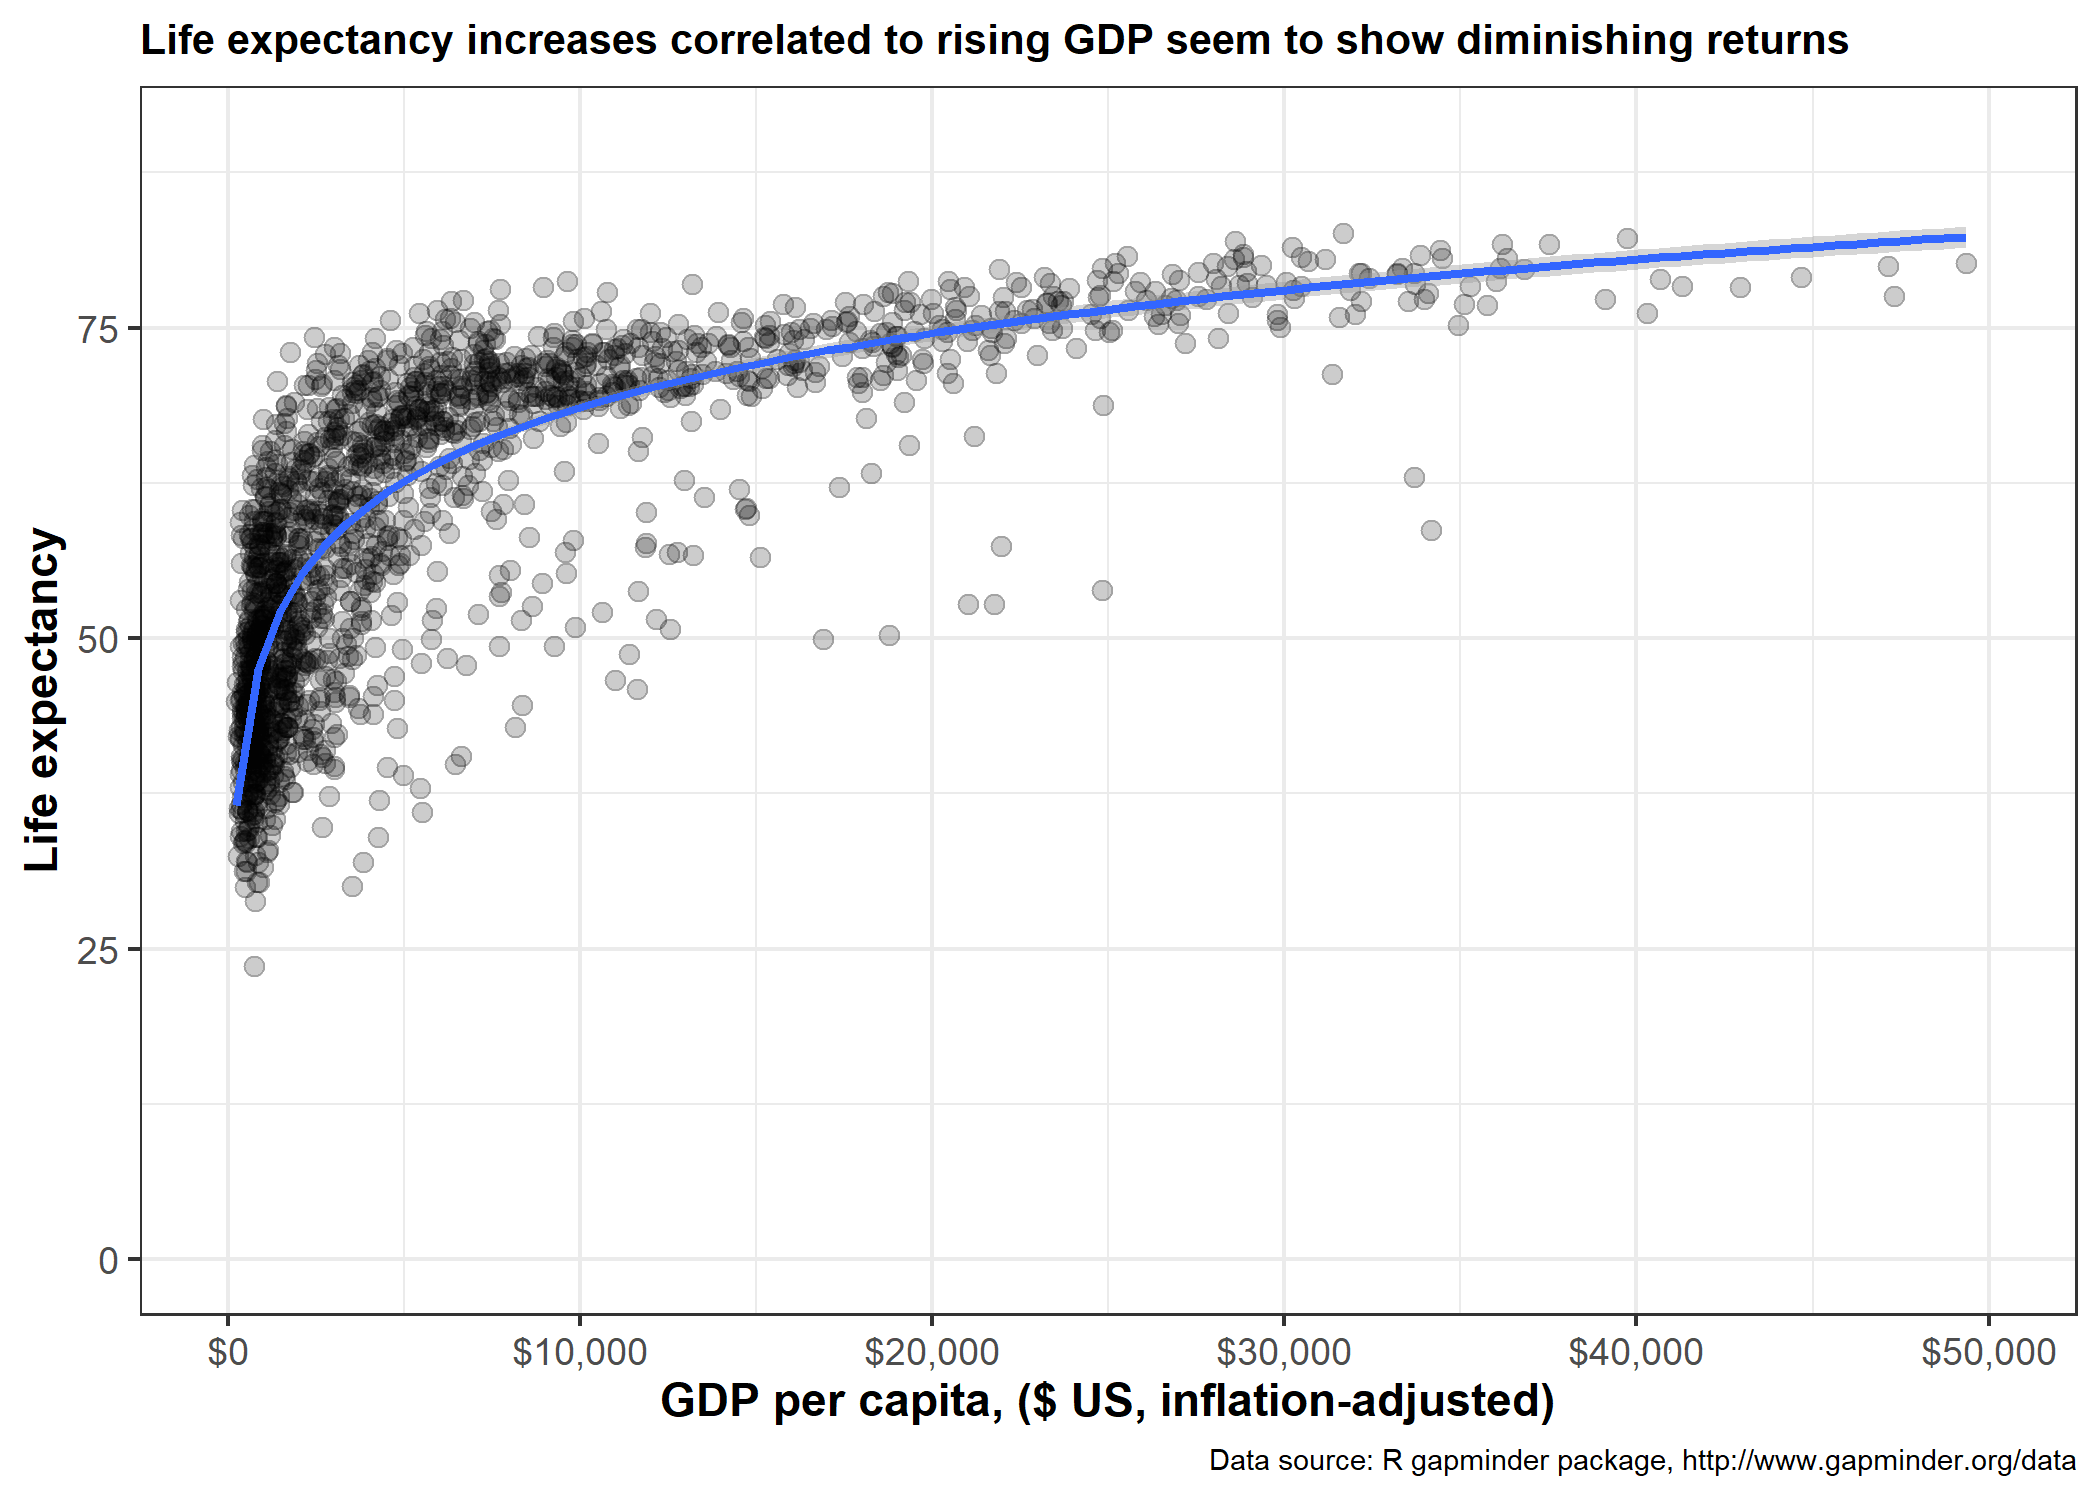 Life expectancy increases correlated to rising GDP seem to show diminishing returns
Life expectancy
75
50
25
0
$0 $10,000 $20,000 $30,000 $40,000 $50,000
GDP per capita, ($ US, inflation-adjusted)
Data source: R gapminder package, http://www.gapminder.org/data